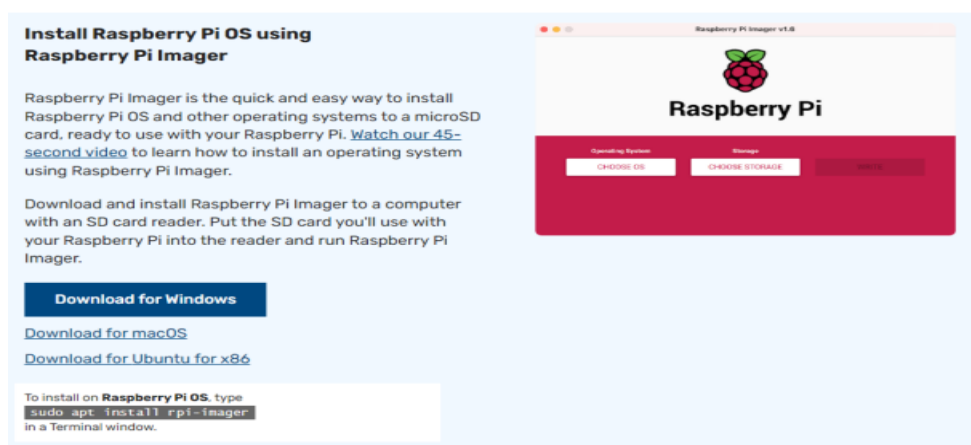 Install Raspberry Pi OS using
Raspberry Pi Imager
Raspberry Pi Imager is the quick and easy way to install
Raspberry Pi OS and other operating systems to a microSD
card, ready to use with your Raspberry Pi. Watch our 45-
second video to learn how to install an operating system
using Raspberry Pi Imager.
Download and install Raspberry Pi Imager to a computer
with an SD card reader. Put the SD card you'll use with
your Raspberry Pi into the reader and run Raspberry Pi
Imager.
Download for Windows
Download for macOS
Download for Ubuntu for x86
To install on Raspberry Pi OS, type
sudo apt install rpi-imager
in a Terminal window.
Raspberry Pi Imager v1.6
Raspberry Pi
Operating System Storage
CHOOSE OS CHOOSE STORAGE